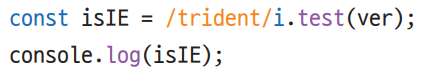 const isIE = /trident/i.test(ver);
console.log(isIE);